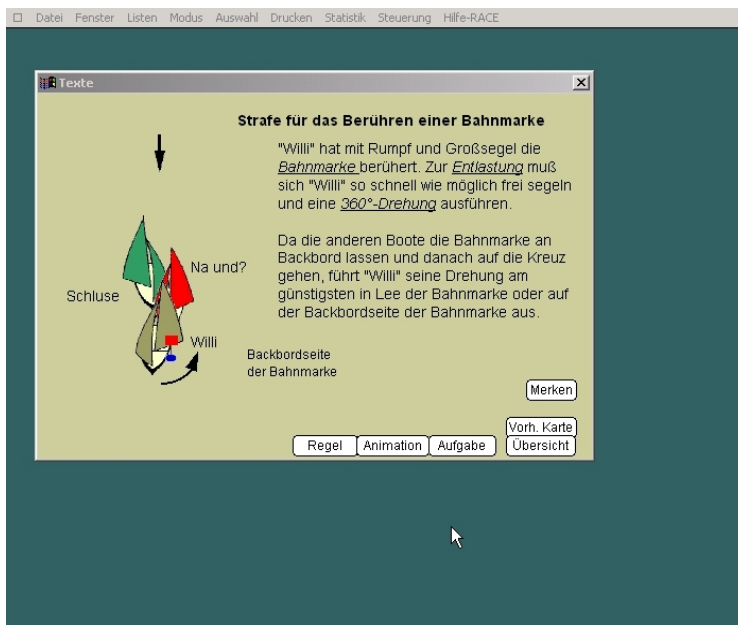 Datei Fenster Listen Modus Auswahl Drucken Statistik Steuerung Hilfe-RACE
Texte
Strafe für das Berühren einer Bahnmarke
"Willi" hat mit Rumpf und Großsegel die
Bahnmarke berührt. Zur Entlastung muß
sich "Willi" so schnell wie möglich frei segeln
und eine 360°-Drehung ausführen.
Da die anderen Boote die Bahnmarke an
Backbord lassen und danach auf die Kreuz
gehen, führt "Willi" seine Drehung am
günstigsten in Lee der Bahnmarke oder auf
der Backbordseite der Bahnmarke aus.
Na und?
Schluse
Willi
Backbordseite
der Bahnmarke
Merken
Vorh. Karte
Regel Animation Aufgabe Übersicht